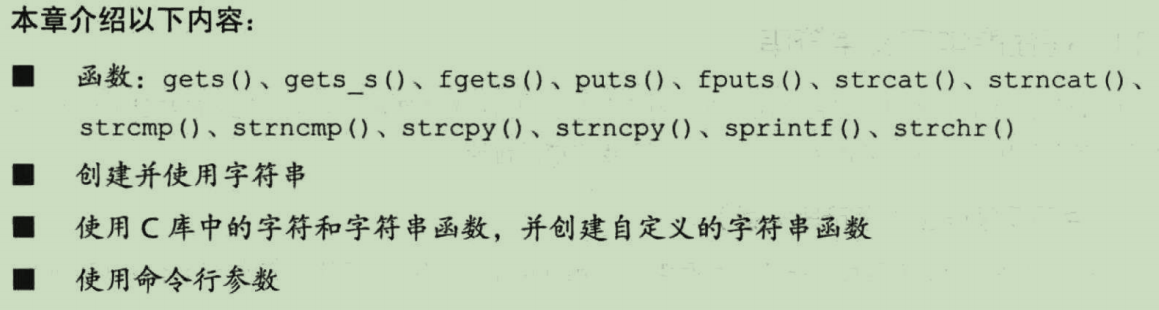 本章介绍以下内容：
■ 函数：gets()、gets_s()、fgets()、puts()、fputs()、strcat()、strncat()、
strcmp()、strncmp()、strcpy()、strncpy()、sprintf()、strchr()
■ 创建并使用字符串
■ 使用 C 库中的字符和字符串函数，并创建自定义的字符串函数
■ 使用命令行参数